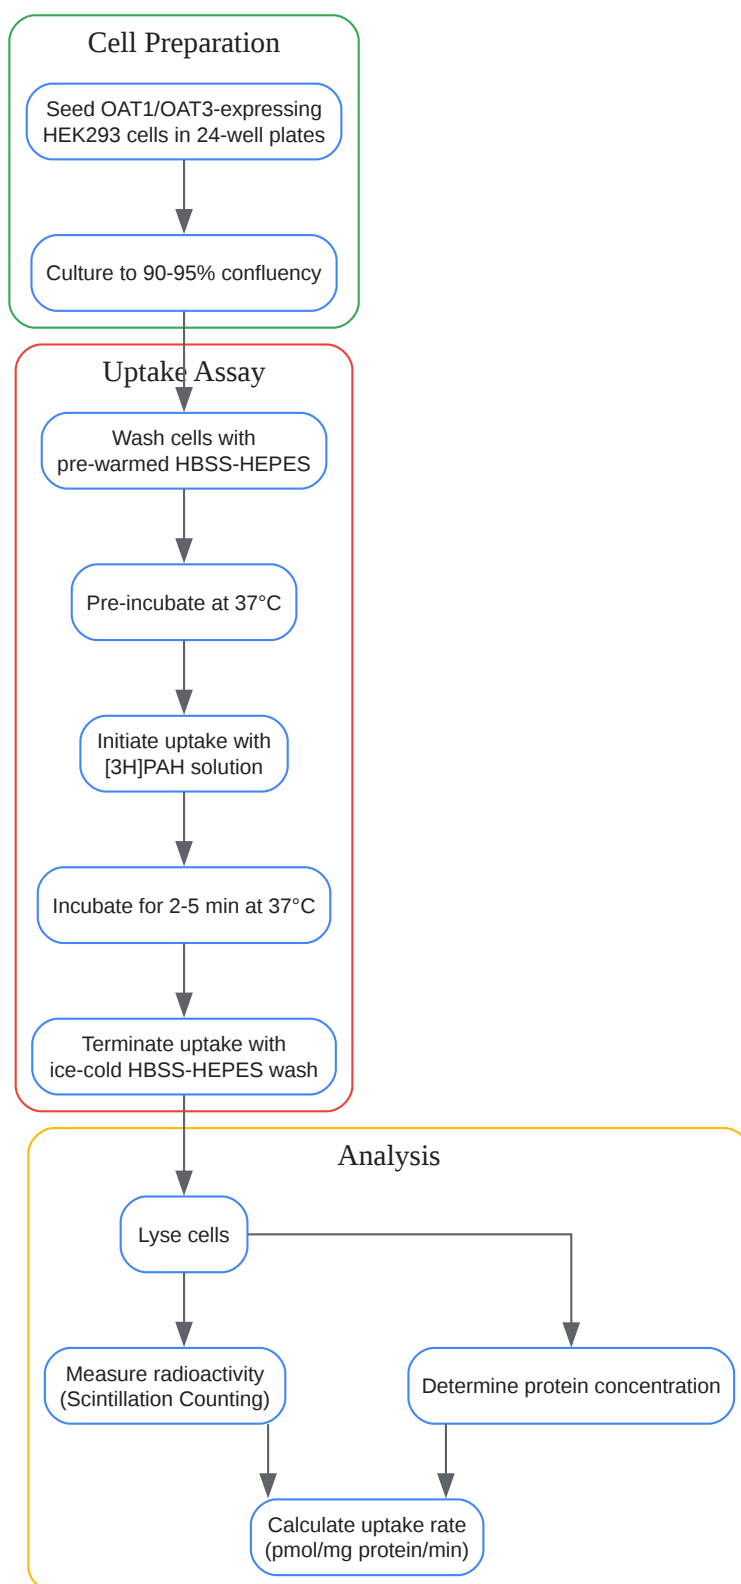 Cell Preparation
Seed OAT1/OAT3-expressing
HEK293 cells in 24-well plates
Culture to 90-95% confluency
Uptake Assay
Wash cells with
pre-warmed HBSS-HEPES
Pre-incubate at 37°C
Initiate uptake with
[3H]PAH solution
Incubate for 2-5 min at 37°C
Terminate uptake with
ice-cold HBSS-HEPES wash
Analysis
Lyse cells
Measure radioactivity
(Scintillation Counting)
Determine protein concentration
Calculate uptake rate
(pmol/mg protein/min)